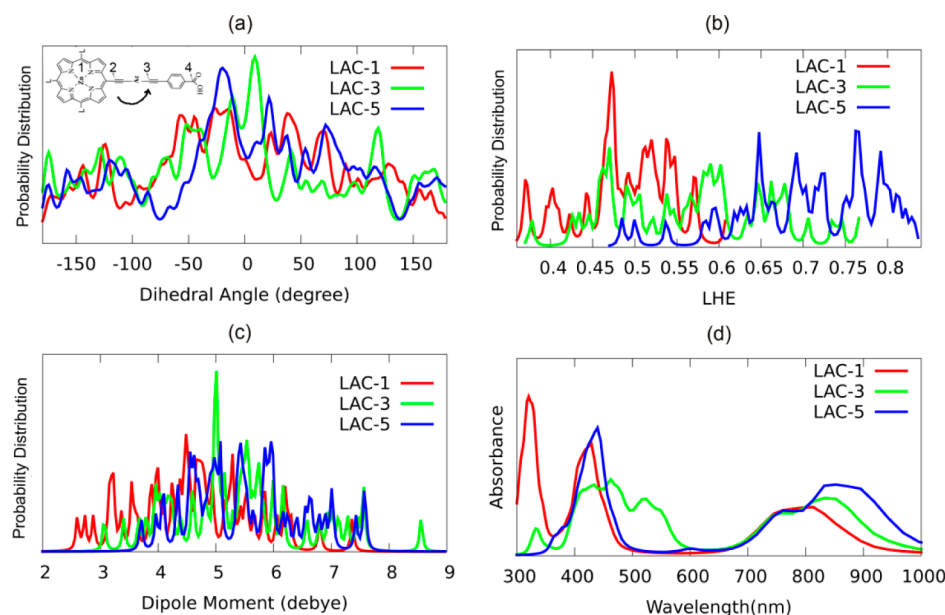 (a)
Probability Distribution
L
1
2
3
4
N
N
N
N
Zn
Ar
O
HO
L
L
LAC-1
LAC-3
LAC-5
-150 -100 -50 0 50 100 150
Dihedral Angle (degree)
(b)
Probability Distribution
LAC-1
LAC-3
LAC-5
0.4 0.45 0.5 0.55 0.6 0.65 0.7 0.75 0.8
LHE
(c)
Probability Distribution
LAC-1
LAC-3
LAC-5
2 3 4 5 6 7 8 9
Dipole Moment (debye)
(d)
Absorbance
LAC-1
LAC-3
LAC-5
300 400 500 600 700 800 900 1000
Wavelength(nm)